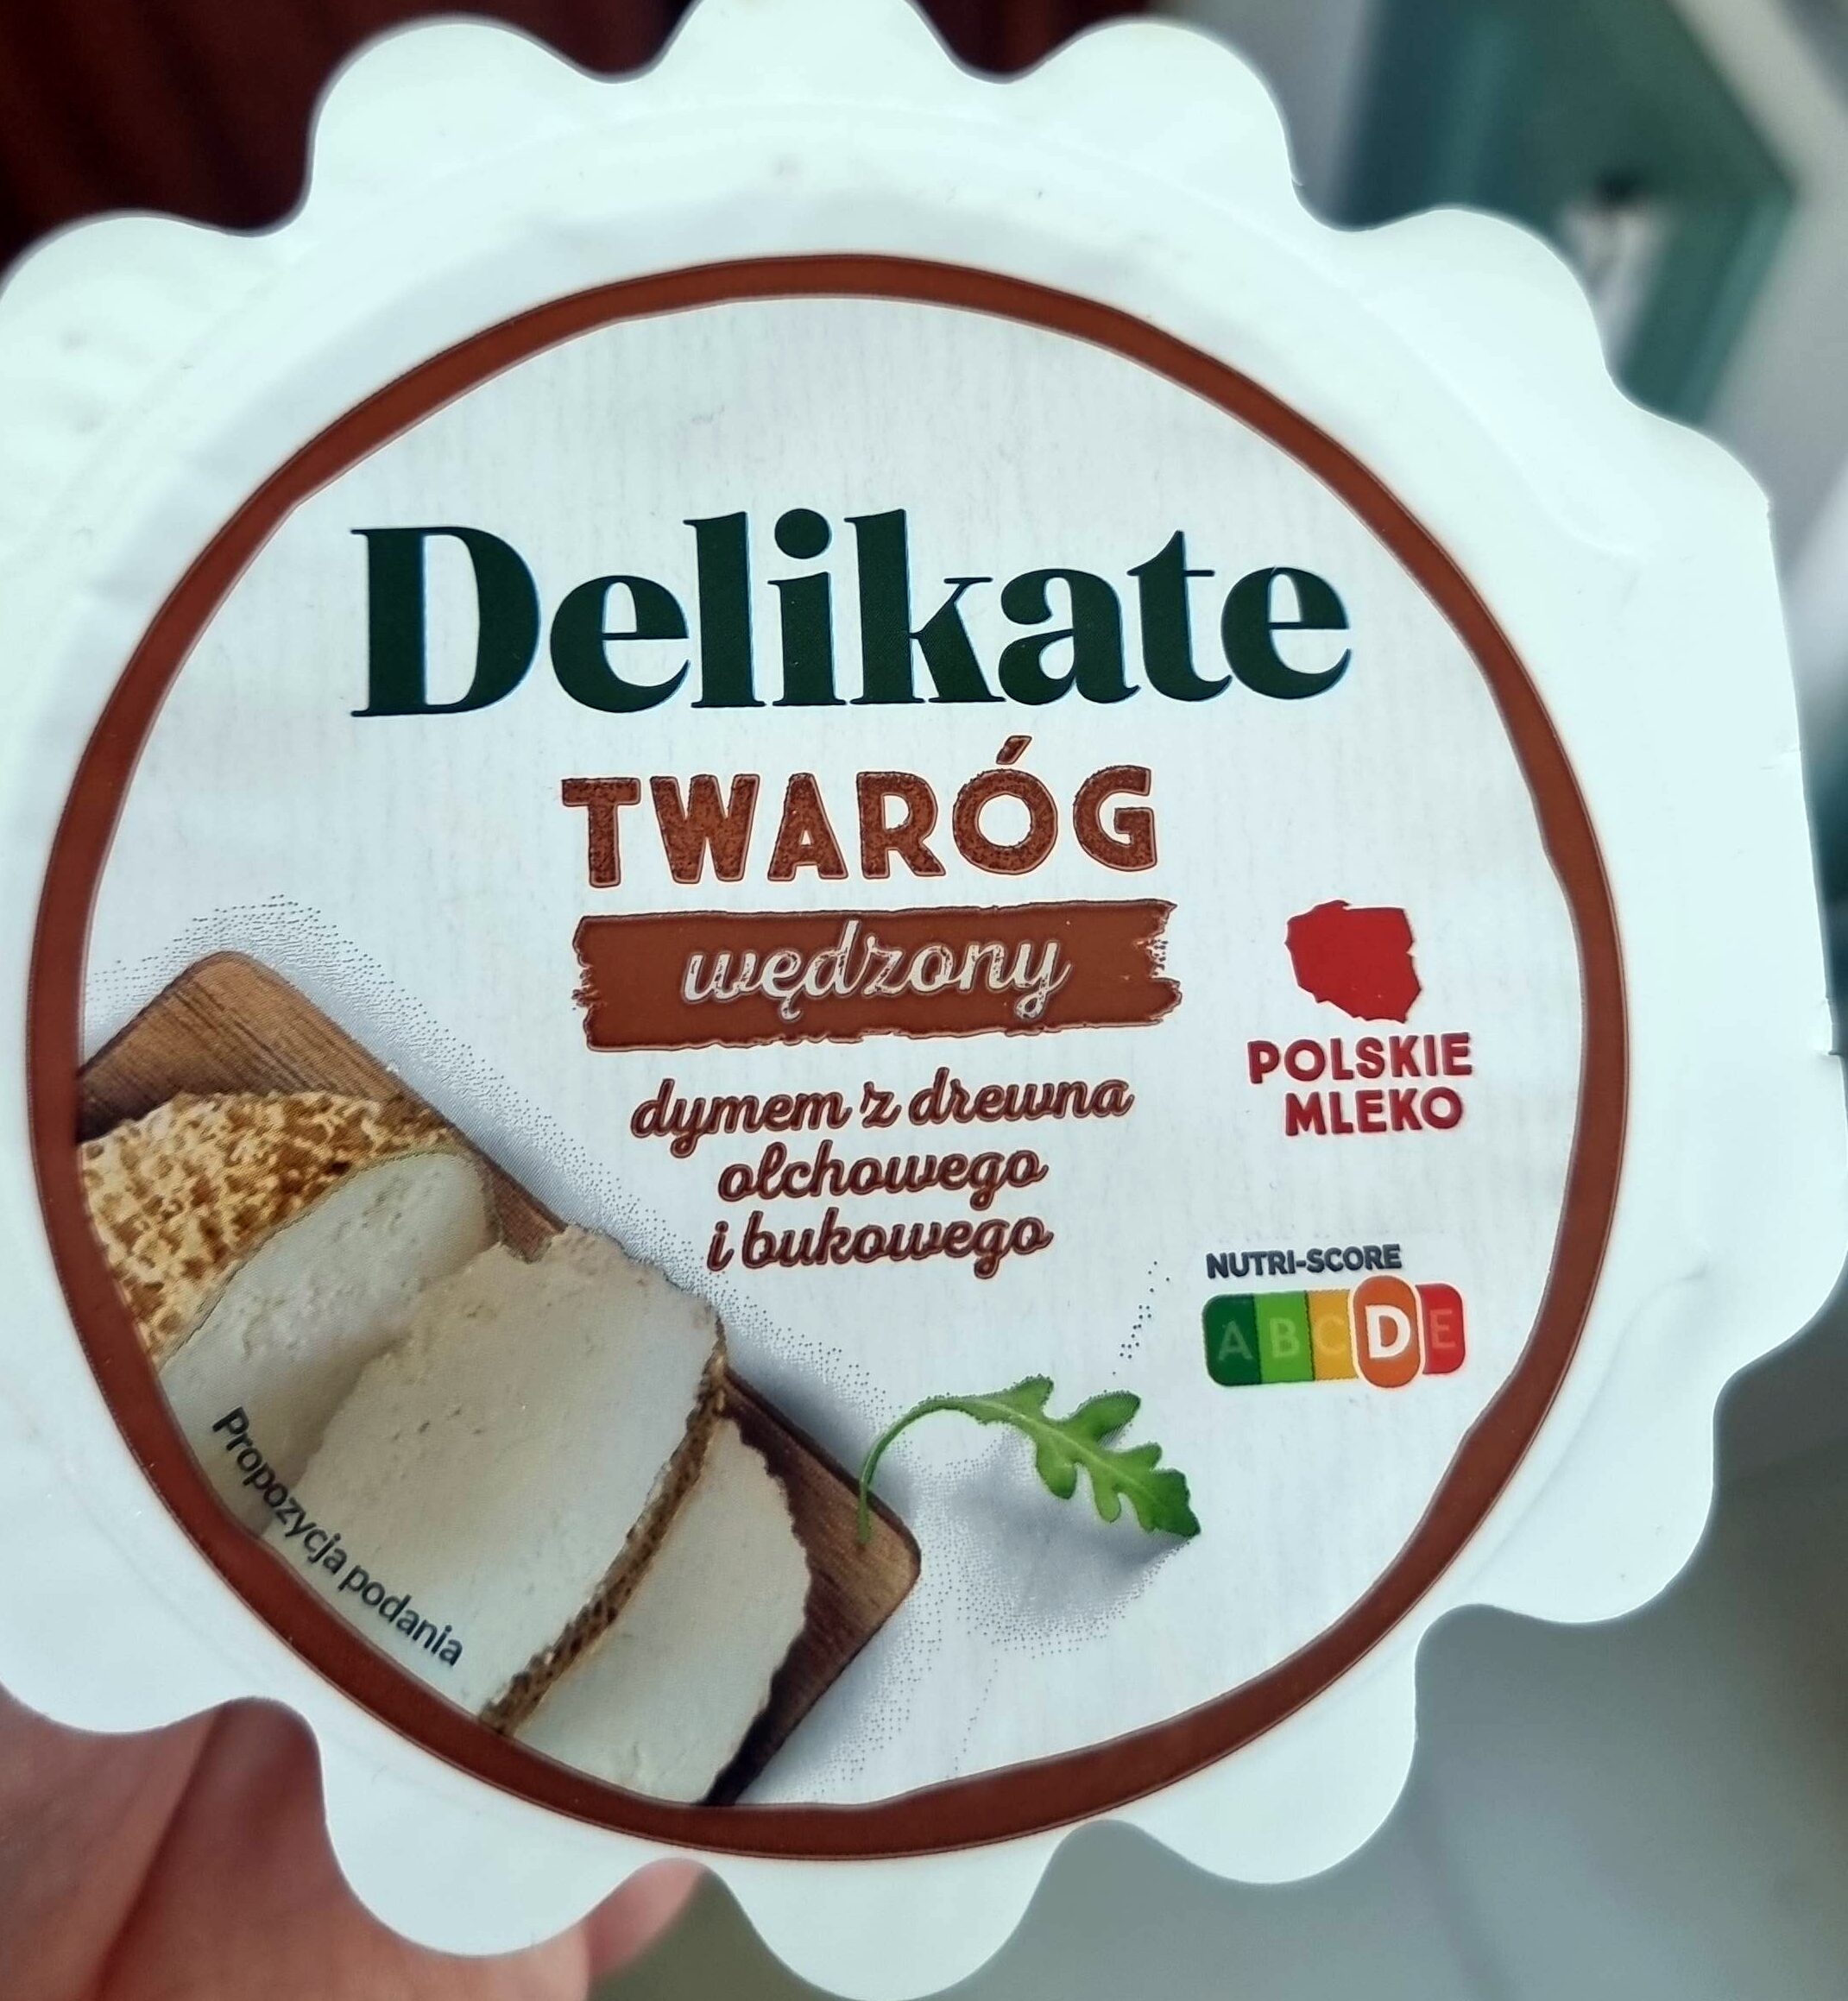 Delikate
TWARÓG
wędzony
dymem z drewna
olchowego
i bukowego
POLSKIE
MLEKO
NUTRI-SCORE
A B C D E
Propozycja podania